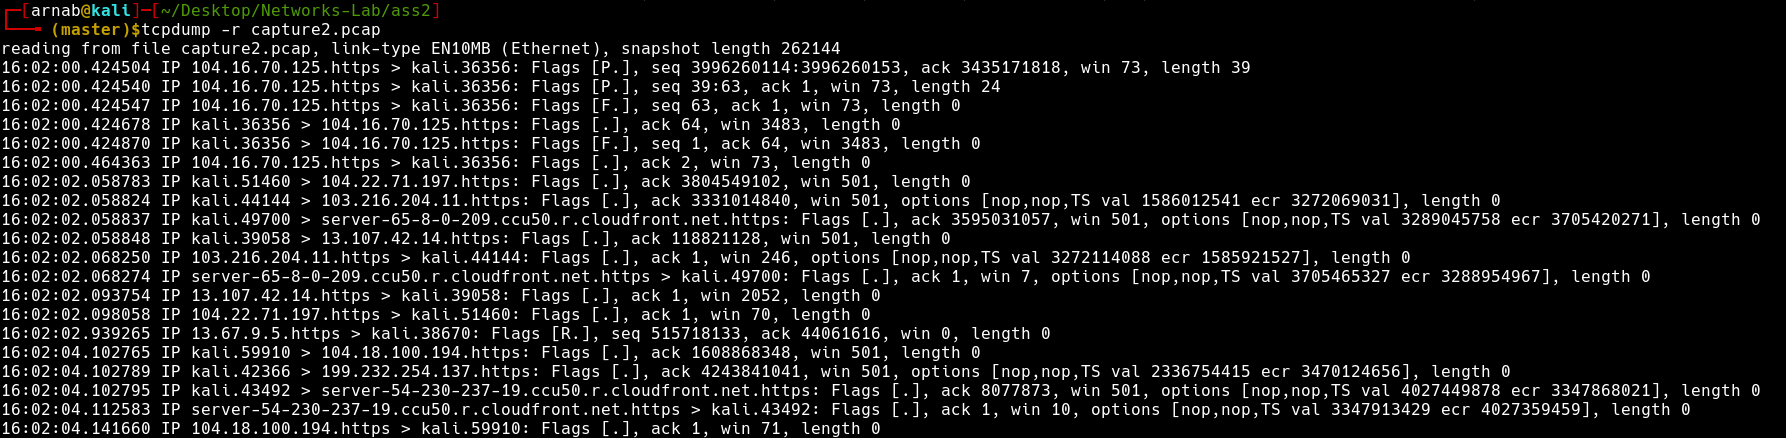 [arnab@kali]─[~/Desktop/Networks-Lab/ass2]
(master)$tcpdump -r capture2.pcap
reading from file capture2.pcap, link-type EN10MB (Ethernet), snapshot length 262144
16:02:00.424504 IP 104.16.70.125.https > kali.36356: Flags [P.], seq 3996260114:3996260153, ack 3435171818, win 73, length 39
16:02:00.424540 IP 104.16.70.125.https > kali.36356: Flags [P.], seq 39:63, ack 1, win 73, length 24
16:02:00.424547 IP 104.16.70.125.https > kali.36356: Flags [F.], seq 63, ack 1, win 73, length 0
16:02:00.424678 IP kali.36356 > 104.16.70.125.https: Flags [.], ack 64, win 3483, length 0
16:02:00.424870 IP kali.36356 > 104.16.70.125.https: Flags [F.], seq 1, ack 64, win 3483, length 0
16:02:00.464363 IP 104.16.70.125.https > kali.36356: Flags [.], ack 2, win 73, length 0
16:02:02.058783 IP kali.51460 > 104.22.71.197.https: Flags [.], ack 3804549102, win 501, length 0
16:02:02.058824 IP kali.44144 > 103.216.204.11.https: Flags [.], ack 3331014840, win 501, options [nop,nop,TS val 1586012541 ecr 3272069031], length 0
16:02:02.058837 IP kali.49700 > server-65-8-0-209.ccu50.r.cloudfront.net.https: Flags [.], ack 3595031057, win 501, options [nop,nop,TS val 3289045758 ecr 3705420271], length 0
16:02:02.058848 IP kali.39058 > 13.107.42.14.https: Flags [.], ack 118821128, win 501, length 0
16:02:02.068250 IP 103.216.204.11.https > kali.44144: Flags [.], ack 1, win 246, options [nop,nop,TS val 3272114088 ecr 1585921527], length 0
16:02:02.068274 IP server-65-8-0-209.ccu50.r.cloudfront.net.https > kali.49700: Flags [.], ack 1, win 7, options [nop,nop,TS val 3705465327 ecr 3288954967], length 0
16:02:02.093754 IP 13.107.42.14.https > kali.39058: Flags [.], ack 1, win 2052, length 0
16:02:02.098058 IP 104.22.71.197.https > kali.51460: Flags [.], ack 1, win 70, length 0
16:02:02.939265 IP 13.67.9.5.https > kali.38670: Flags [R.], seq 515718133, ack 44061616, win 0, length 0
16:02:04.102765 IP kali.59910 > 104.18.100.194.https: Flags [.], ack 1608868348, win 501, length 0
16:02:04.102789 IP kali.42366 > 199.232.254.137.https: Flags [.], ack 4243841041, win 501, options [nop,nop,TS val 2336754415 ecr 3470124656], length 0
16:02:04.102795 IP kali.43492 > server-54-230-237-19.ccu50.r.cloudfront.net.https: Flags [.], ack 8077873, win 501, options [nop,nop,TS val 4027449878 ecr 3347868021], length 0
16:02:04.112583 IP server-54-230-237-19.ccu50.r.cloudfront.net.https > kali.43492: Flags [.], ack 1, win 10, options [nop,nop,TS val 3347913429 ecr 4027359459], length 0
16:02:04.141660 IP 104.18.100.194.https > kali.59910: Flags [.], ack 1, win 71, length 0